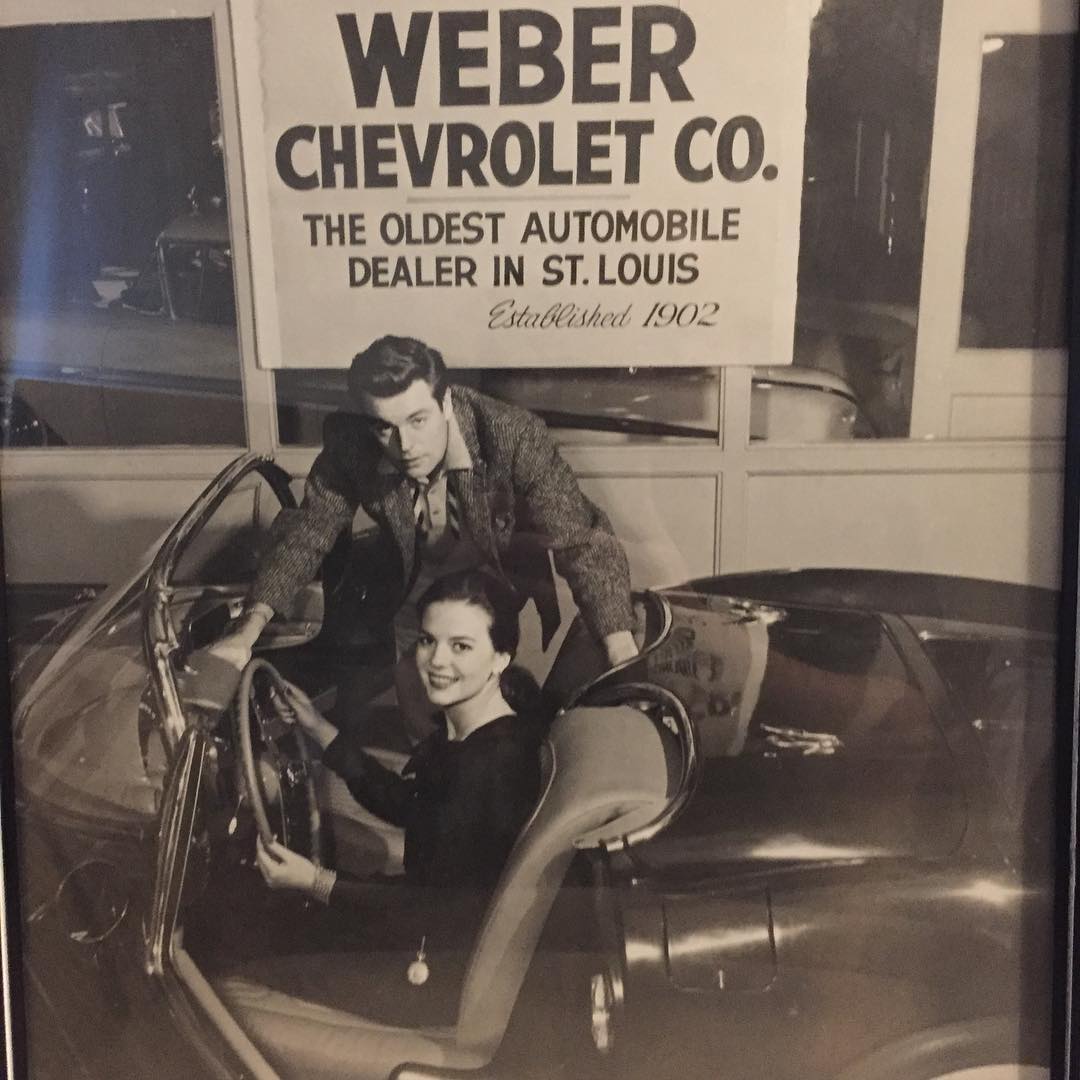 WEBER
CHEVROLET CO.
THE OLDEST AUTOMOBILE
DEALER IN ST. LOUIS
Established 1902